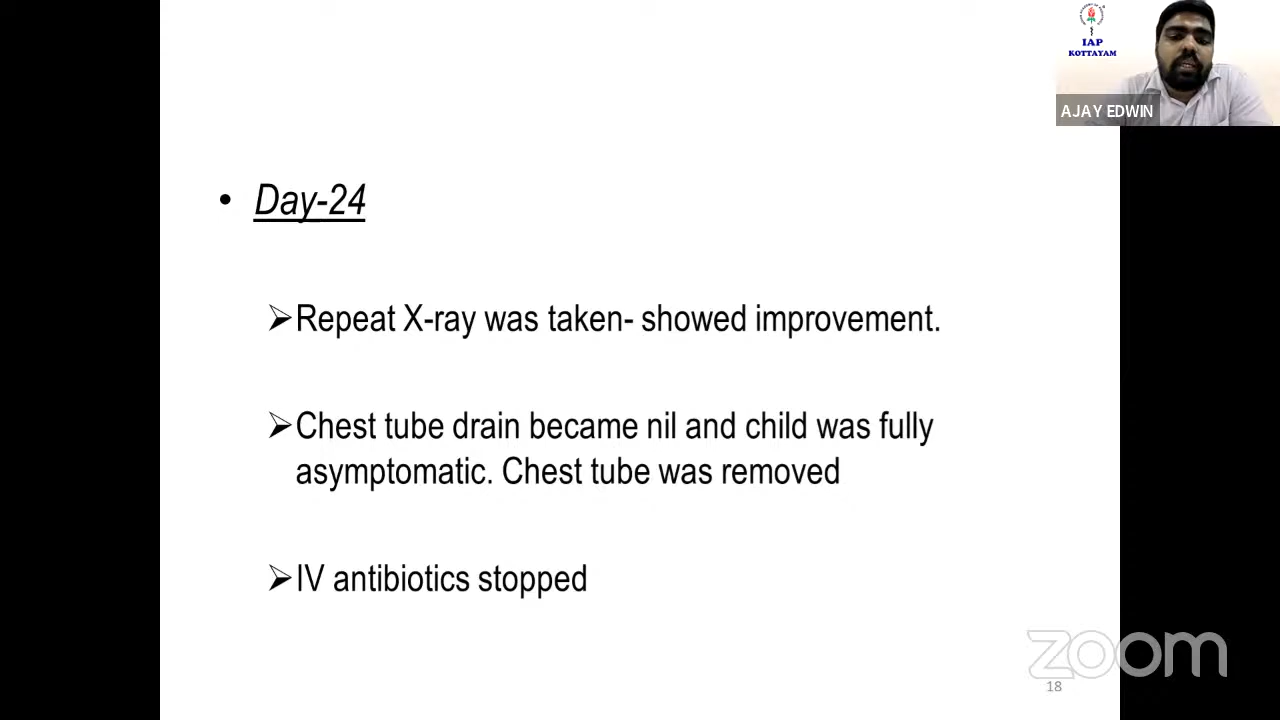 IAP
KOTTAYAM
AJAY EDWIN
• Day-24
➢Repeat X-ray was taken- showed improvement.
➢Chest tube drain became nil and child was fully
asymptomatic. Chest tube was removed
➢IV antibiotics stopped
zoom
18